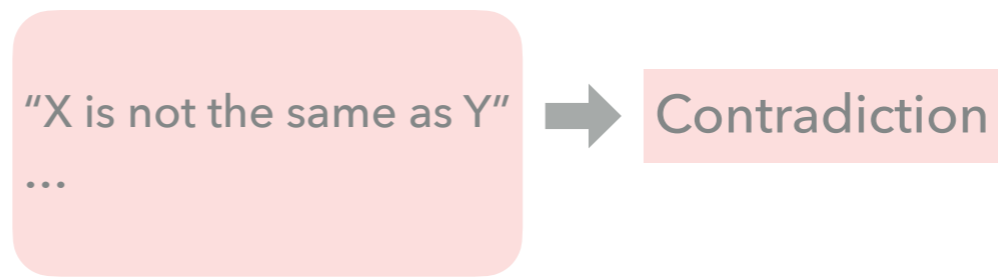 “X is not the same as Y”
...
Contradiction